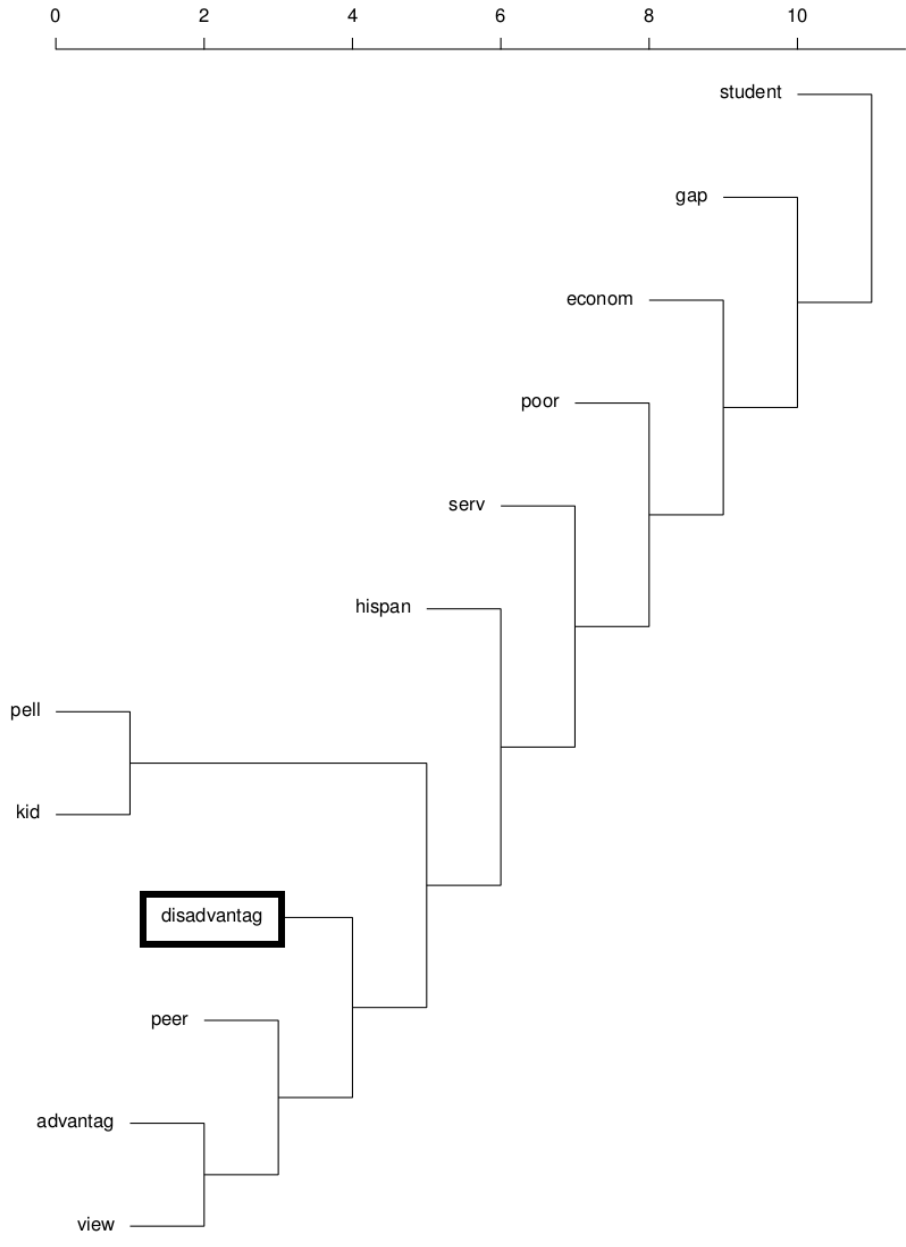 0 2 4 6 8 10
student
gap
econom
poor
serv
hispan
pell
kid
disadvantag
peer
advantag
view